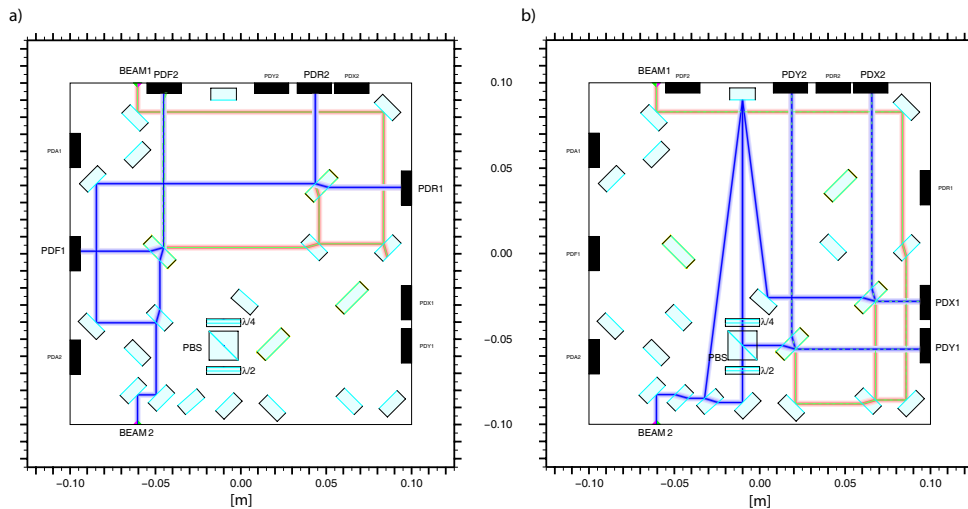 a)
b)
BEAM1 PDF2 PDY2 PDR2 PDX2
BEAM1 PDF2 PDY2 PDR2 PDX2
0.10
PDA1
PDA1
0.05
PDR1
PDR1
PDF1
PDF1
0.00
PDX1
PDX1
λ/4
λ/4
PBS
PDY1
PBS
PDY1
PDA2
PDA2
−0.05
λ/2
λ/2
−0.10
BEAM 2
BEAM 2
−0.10 −0.05 0.00 0.05 0.10
−0.10 −0.05 0.00 0.05 0.10
[m]
[m]